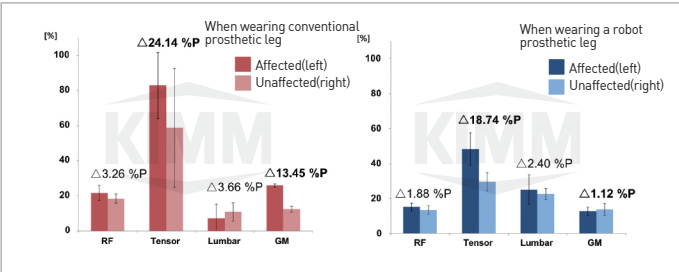 When wearing conventional
prosthetic leg
[%]
△24.14 %P
Affected(left)
Unaffected(right)
100
80
60
40
20
0
△3.26 %P
△3.66 %P
△13.45 %P
RF Tensor Lumbar GM
KIMM
When wearing a robot
prosthetic leg
[%]
Affected(left)
Unaffected(right)
100
80
60
40
20
0
△18.74 %P
△1.88 %P
△2.40 %P
△1.12 %P
RF Tensor Lumbar GM
KIMM